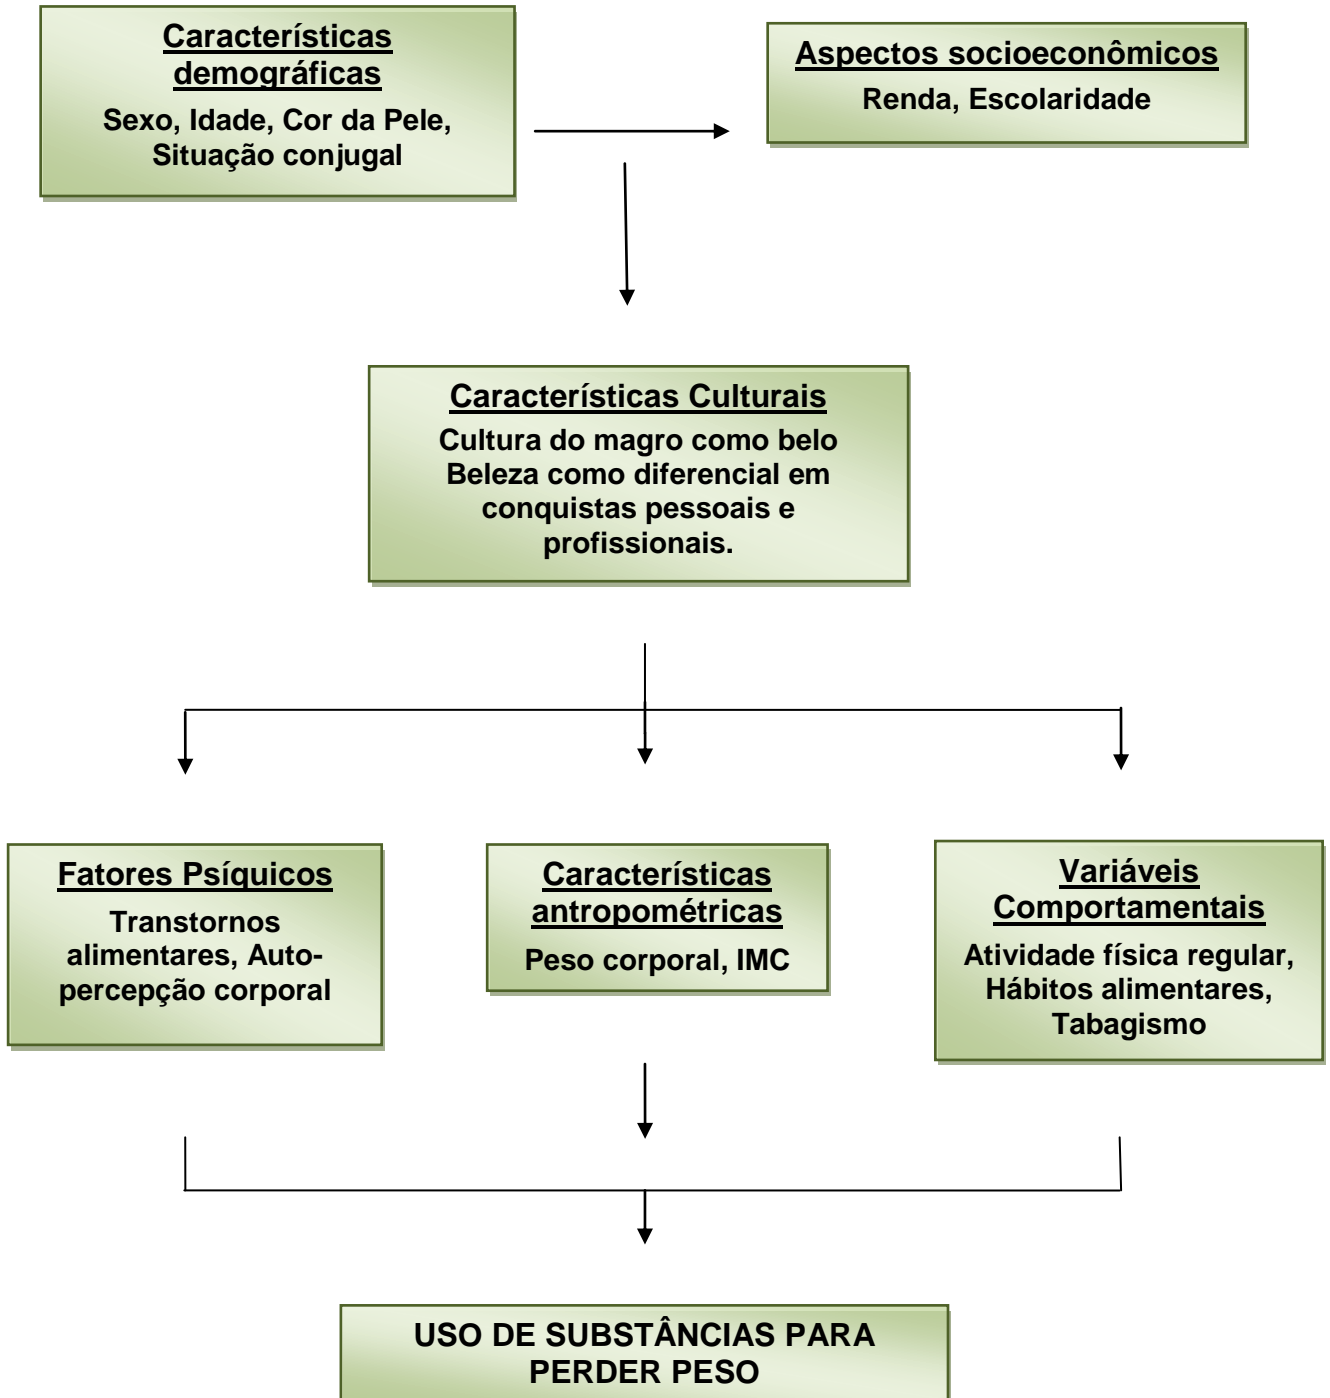 Características
demográficas
Sexo, Idade, Cor da Pele,
Situação conjugal
Aspectos socioeconômicos
Renda, Escolaridade
Características Culturais
Cultura do magro como belo
Beleza como diferencial em
conquistas pessoais e
profissionais.
Fatores Psíquicos
Transtornos
alimentares, Auto-
percepção corporal
Características
antropométricas
Peso corporal, IMC
Variáveis
Comportamentais
Atividade física regular,
Hábitos alimentares,
Tabagismo
USO DE SUBSTÂNCIAS PARA
PERDER PESO